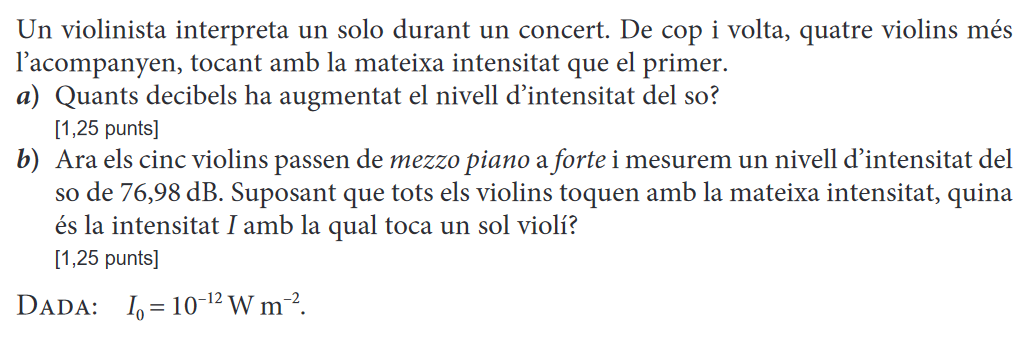 Un violinista interpreta un solo durant un concert. De cop i volta, quatre violins més
l’acompanyen, tocant amb la mateixa intensitat que el primer.
a) Quants decibels ha augmentat el nivell d’intensitat del so?
[1,25 punts]
b) Ara els cinc violins passen de mezzo piano a forte i mesurem un nivell d’intensitat del
so de 76,98 dB. Suposant que tots els violins toquen amb la mateixa intensitat, quina
és la intensitat I amb la qual toca un sol violí?
[1,25 punts]
DADA: I₀ = 10⁻¹² W m⁻².